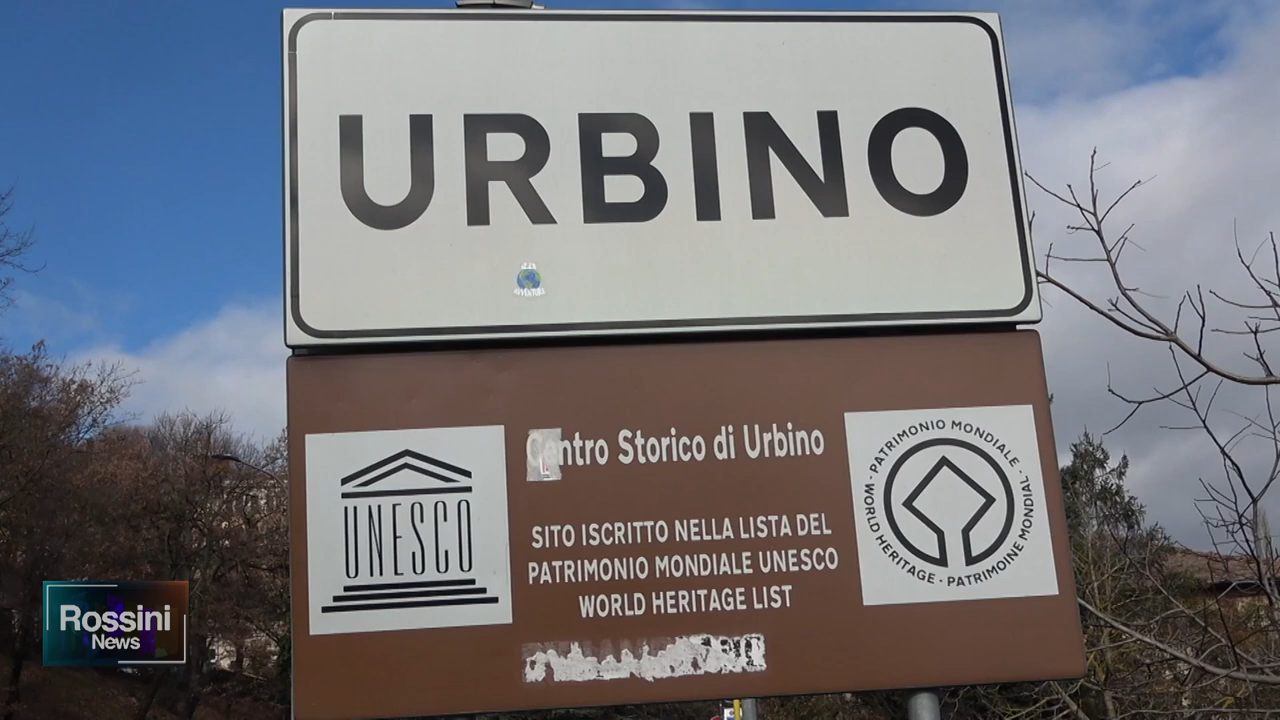 URBINO
Centro Storico di Urbino
UNESCO
SITO ISCRITTO NELLA LISTA DEL
PATRIMONIO MONDIALE UNESCO
WORLD HERITAGE LIST
PATRIMONIO MONDIALE - WORLD HERITAGE - PATRIMOINE MONDIAL -
Rossini
News